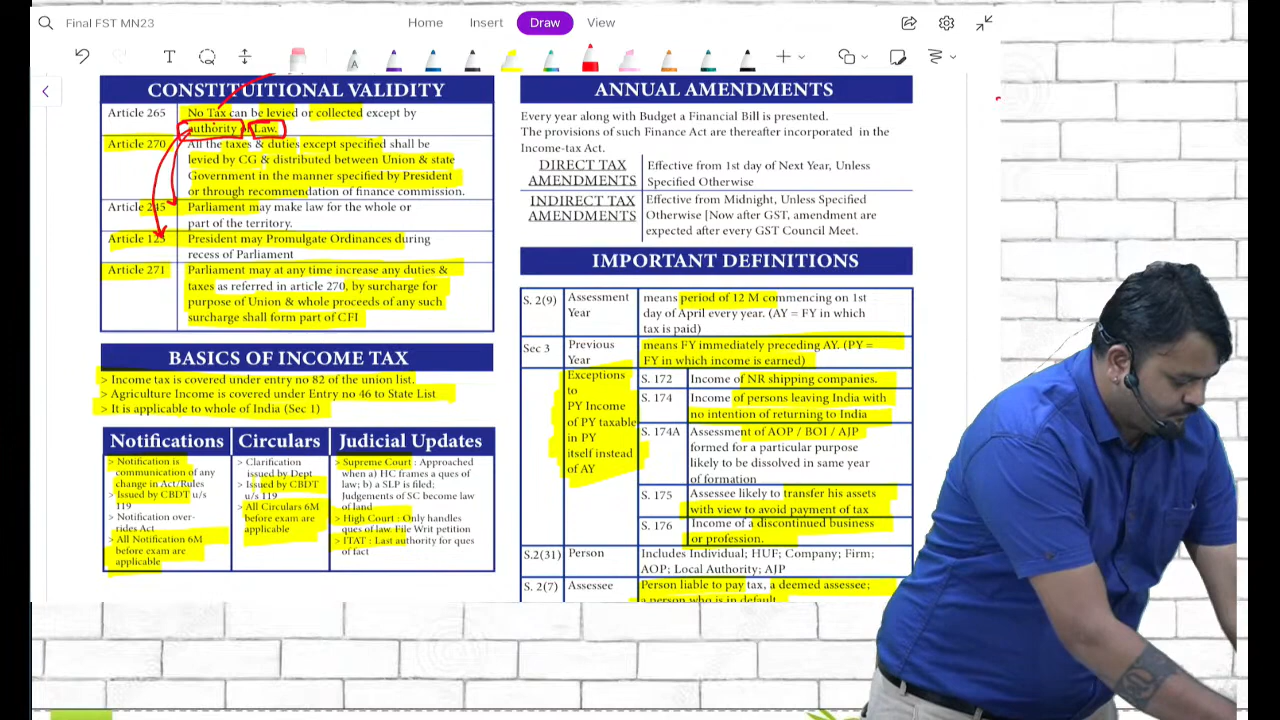 Final FST MN23
Home Insert Draw View
CONSTITUITIONAL VALIDITY
Article 265 No Tax can be levied or collected except by
authority of Law.
Article 270 All the taxes & duties except specified shall be
levied by CG & distributed between Union & state
Government in the manner specified by President
or through recommendation of finance commission.
Article 245 Parliament may make law for the whole or
part of the territory.
Article 123 President may Promulgate Ordinances during
recess of Parliament
Article 271 Parliament may at any time increase any duties &
taxes as referred in article 270, by surcharge for
purpose of Union & whole proceeds of any such
surcharge shall form part of CFI
BASICS OF INCOME TAX
> Income tax is covered under entry no 82 of the union list.
> Agriculture Income is covered under Entry no 46 to State List
> It is applicable to whole of India (Sec 1)
Notifications
> Notification is
communication of any
change in Act/Rules
> Issued by CBDT u/s
119
> Notification over-
rides Act
> All Notification 6M
before exam are
applicable
Circulars
> Clarification
issued by Dept
> Issued by CBDT
u/s 119
> All Circulars 6M
before exam are
applicable
Judicial Updates
> Supreme Court : Approached
when a) HC frames a ques of
law; b) a SLP is filed;
Judgements of SC become law
of land
> High Court : Only handles
ques of law. File Writ petition
> ITAT : Last authority for ques
of fact
ANNUAL AMENDMENTS
Every year along with Budget a Financial Bill is presented.
The provisions of such Finance Act are thereafter incorporated in the
Income-tax Act.
DIRECT TAX
AMENDMENTS
Effective from 1st day of Next Year, Unless
Specified Otherwise
INDIRECT TAX
AMENDMENTS
Effective from Midnight, Unless Specified
Otherwise [Now after GST, amendment are
expected after every GST Council Meet.
IMPORTANT DEFINITIONS
S. 2(9) Assessment
Year
means period of 12 M commencing on 1st
day of April every year. (AY = FY in which
tax is paid)
Sec 3 Previous
Year
means FY immediately preceding AY. (PY =
FY in which income is earned)
Exceptions
to
PY Income
of PY taxable
in PY
itself instead
of AY
S. 172 Income of NR shipping companies.
S. 174 Income of persons leaving India with
no intention of returning to India
S. 174A Assessment of AOP / BOI / AJP
formed for a particular purpose
likely to be dissolved in same year
of formation
S. 175 Assessee likely to transfer his assets
with view to avoid payment of tax
S. 176 Income of a discontinued business
or profession.
S.2(31) Person Includes Individual; HUF; Company; Firm;
AOP; Local Authority; AJP
S. 2(7) Assessee Person liable to pay tax, a deemed assessee;
a person who is in default